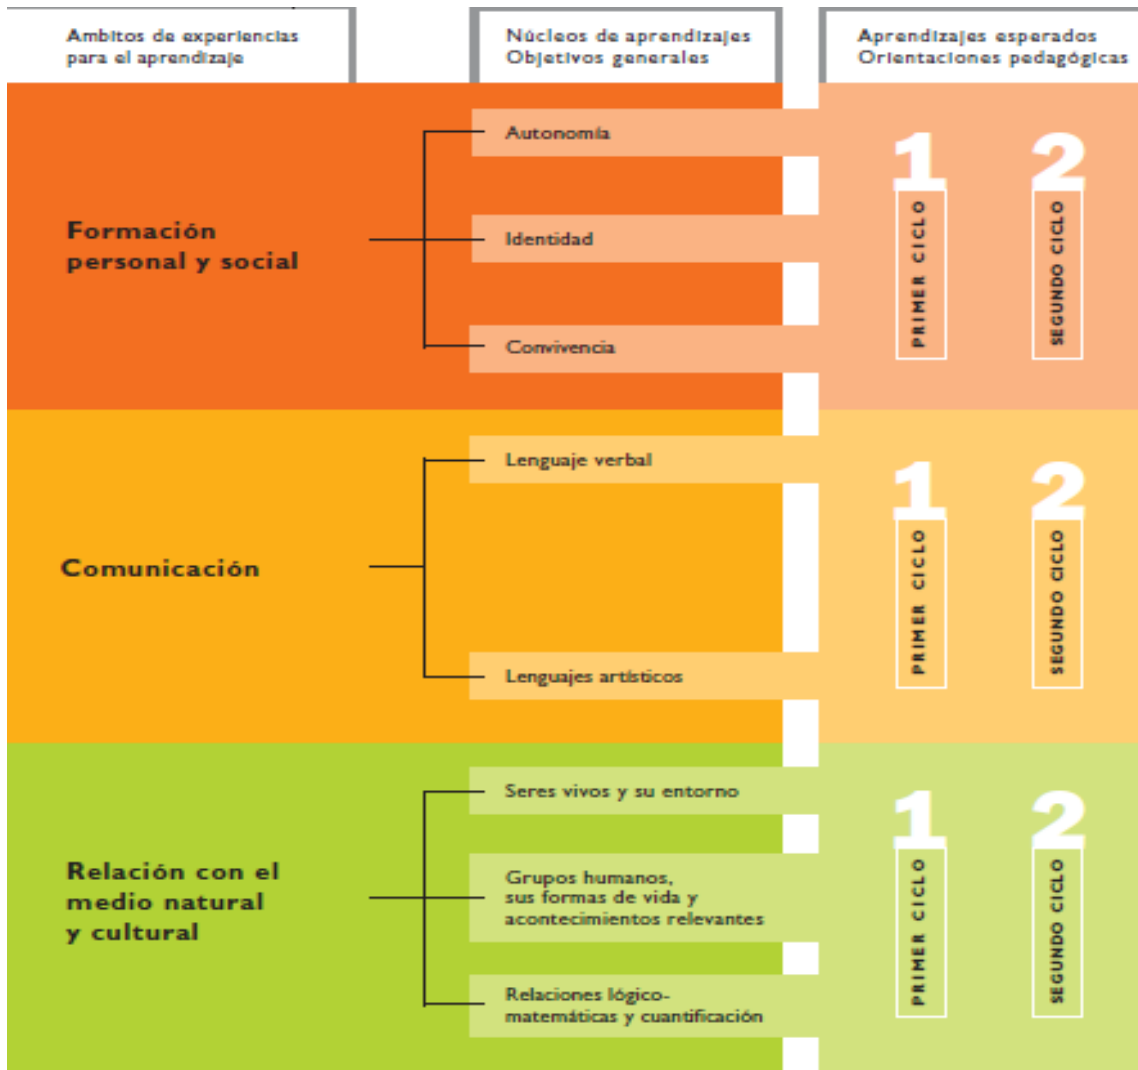 Ambitos de experiencias
para el aprendizaje
Núcleos de aprendizajes
Objetivos generales
Aprendizajes esperados
Orientaciones pedagógicas
Formación
personal y social
Autonomía
Identidad
Convivencia
1
PRIMER CICLO
2
SEGUNDO CICLO
Comunicación
Lenguaje verbal
Lenguajes artísticos
1
PRIMER CICLO
2
SEGUNDO CICLO
Relación con el
medio natural
y cultural
Seres vivos y su entorno
Grupos humanos,
sus formas de vida y
acontecimientos relevantes
Relaciones lógico-
matemáticas y cuantificación
1
PRIMER CICLO
2
SEGUNDO CICLO